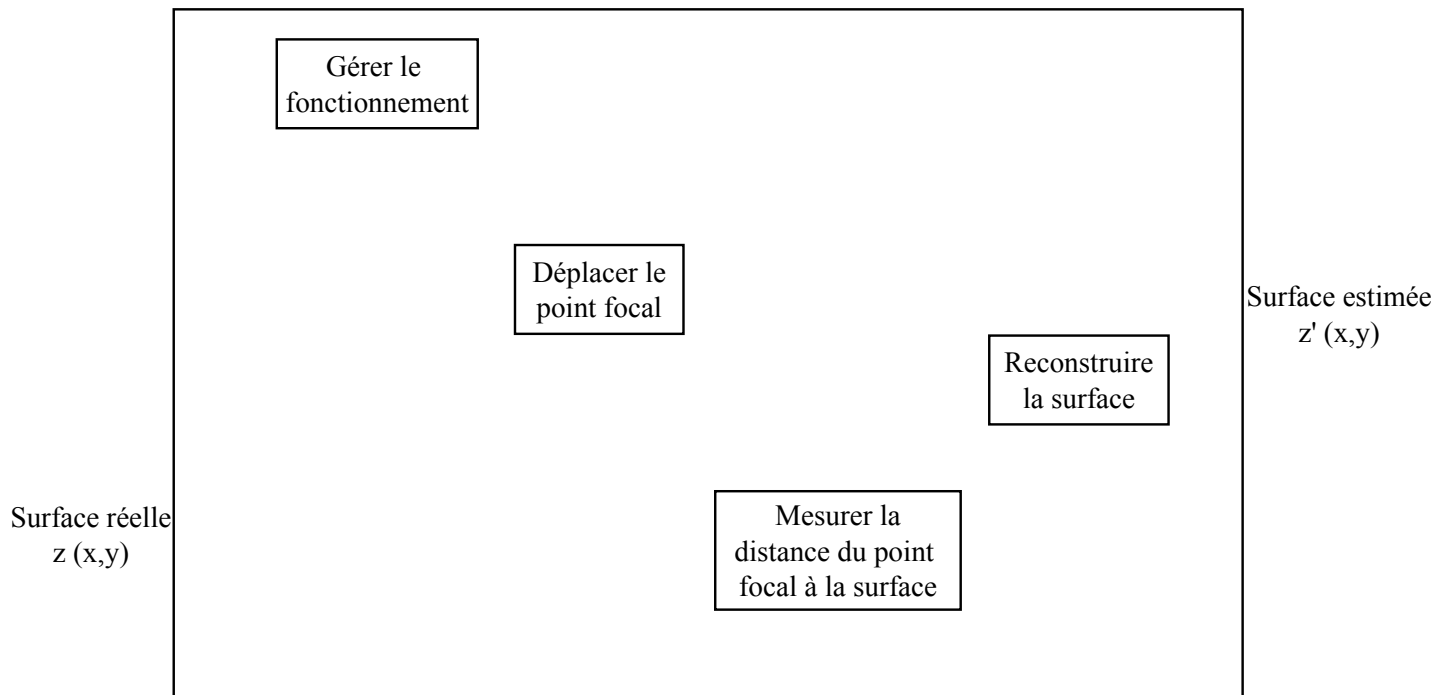 Gérer le
fonctionnement
Déplacer le
point focal
Surface estimée
z' (x,y)
Reconstruire
la surface
Surface réelle
z (x,y)
Mesurer la
distance du point
focal à la surface